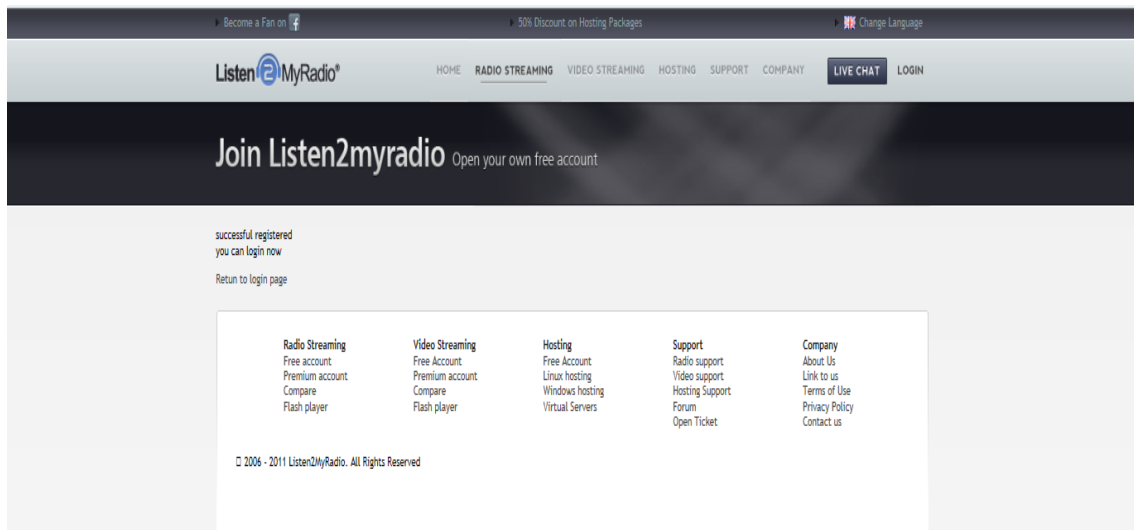 Become a Fan on f
50% Discount on Hosting Packages
Change Language
Listen2MyRadio®
HOME RADIO STREAMING VIDEO STREAMING HOSTING SUPPORT COMPANY LIVE CHAT LOGIN
Join Listen2myradio Open your own free account
successful registered
you can login now
Retun to login page
Radio Streaming
Free account
Premium account
Compare
Flash player
Video Streaming
Free Account
Premium account
Compare
Flash player
Hosting
Free Account
Linux hosting
Windows hosting
Virtual Servers
Support
Radio support
Video support
Hosting Support
Forum
Open Ticket
Company
About Us
Link to us
Terms of Use
Privacy Policy
Contact us
▯ 2006 - 2011 Listen2MyRadio. All Rights Reserved